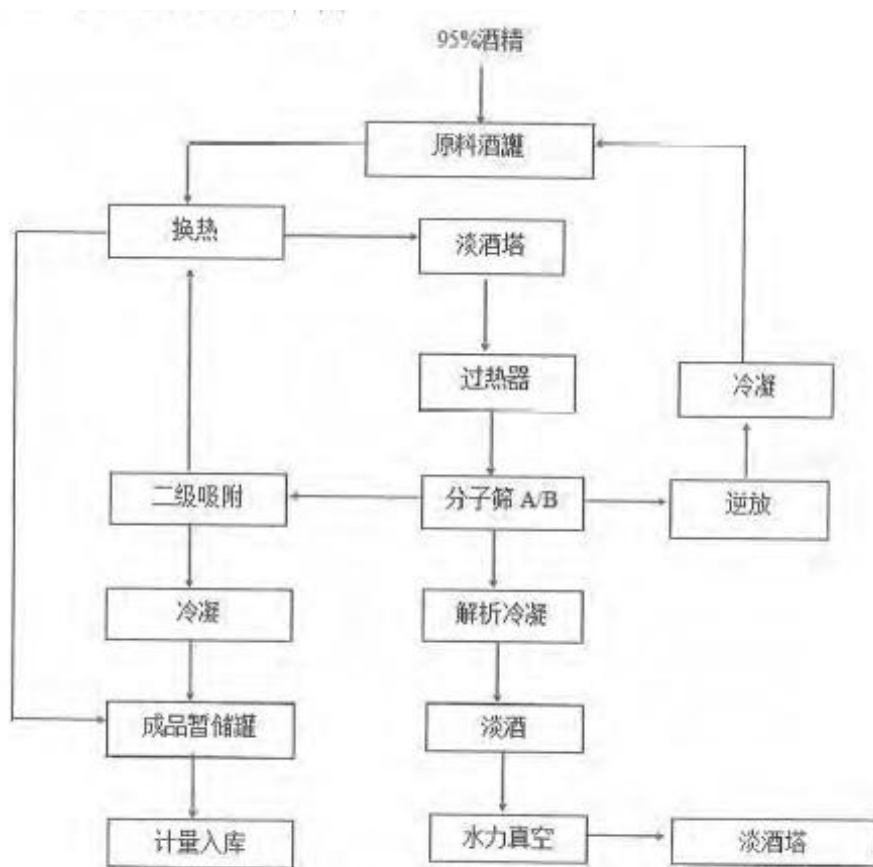 95%酒精
原料酒罐
换热
淡酒塔
过热器
冷凝
二级吸附
分子筛 A/B
逆放
冷凝
解析冷凝
成品暂储罐
淡酒
计量入库
水力真空
淡酒塔